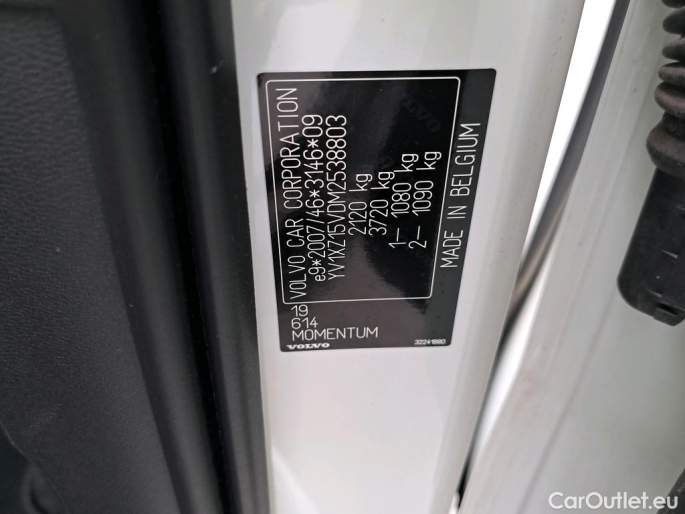 VOLVO CAR CORPORATION
e9*2007/46*3146*09
YV1XZ15VDM2538803
2120 kg
3720 kg
1– 1080 kg
2– 1090 kg
MADE IN BELGIUM
19
614
MOMENTUM
VOLVO
32241880
CarOutlet.eu